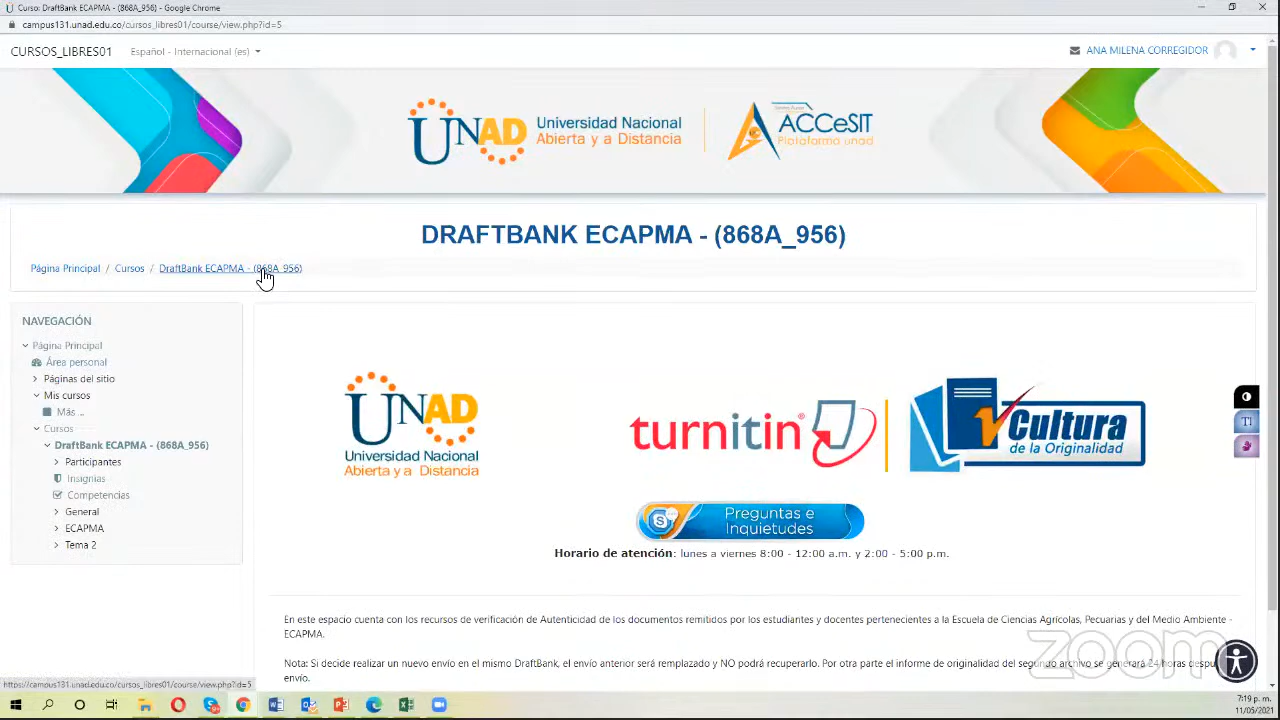 Curso: DraftBank ECAPMA - (868A_956) - Google Chrome
campus131.unad.edu.co/cursos_libres01/course/view.php?id=5
CURSOS_LIBRES01 Español - Internacional (es) ANA MILENA CORREGIDOR
UNAD Universidad Nacional Abierta y a Distancia
ACCeSIT
Plataforma unad
DRAFTBANK ECAPMA - (868A_956)
Página Principal / Cursos / DraftBank ECAPMA - (868A_956)
NAVEGACIÓN
Página Principal
Área personal
Páginas del sitio
Mis cursos
Más ...
Cursos
DraftBank ECAPMA - (868A_956)
Participantes
Insignias
Competencias
General
ECAPMA
Tema 2
UNAD
Universidad Nacional
Abierta y a Distancia
turnitin®
Cultura
de la Originalidad
Preguntas e
Inquietudes
Horario de atención: lunes a viernes 8:00 - 12:00 a.m. y 2:00 - 5:00 p.m.
En este espacio cuenta con los recursos de verificación de Autenticidad de los documentos remitidos por los estudiantes y docentes pertenecientes a la Escuela de Ciencias Agrícolas, Pecuarias y del Medio Ambiente -
ECAPMA.
Nota: Si decide realizar un nuevo envío en el mismo DraftBank, el envío anterior será remplazado y NO podrá recuperarlo. Por otra parte el informe de originalidad del segundo archivo se generará 24 horas
envío.
zoom
https://campus131.unad.edu.co/cursos_libres01/course/view.php?id=5
7:19 p. m.
11/05/2021